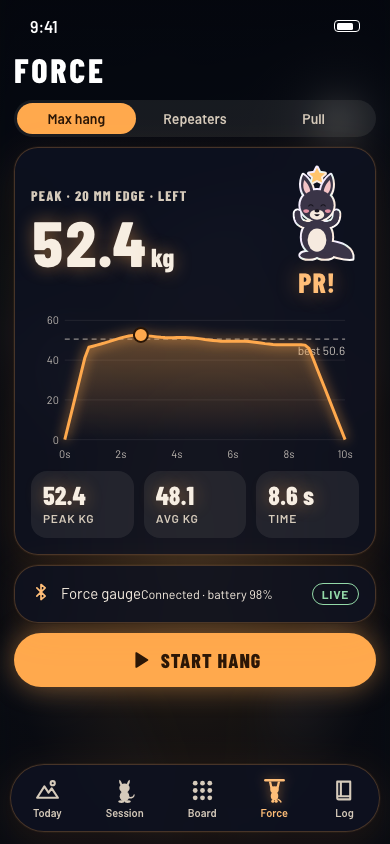 9:41
FORCE
Max hang
Repeaters
Pull
PEAK · 20 MM EDGE · LEFT
52.4 kg
PR!
60
40
20
0
best 50.6
0s
2s
4s
6s
8s
10s
52.4
PEAK KG
48.1
AVG KG
8.6 s
TIME
Force gauge
Connected · battery 98%
LIVE
START HANG
Today
Session
Board
Force
Log